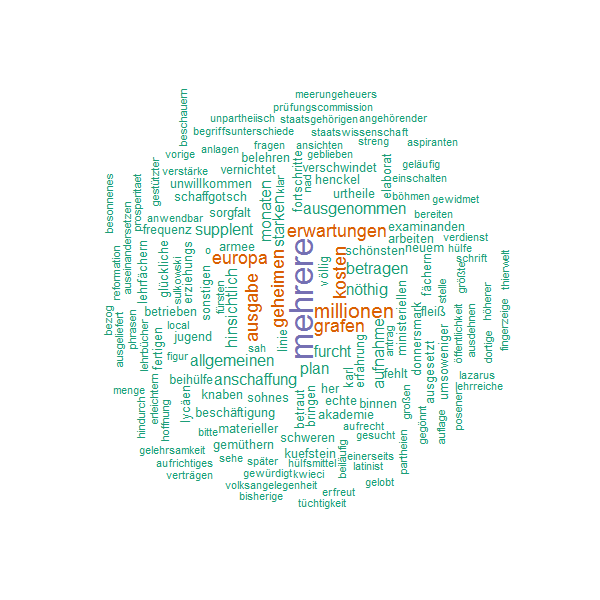 meerungeheuers
prüfungscommission
unpartheiisch
staatsgehörigen
angehörender
begriffsunterschiede
staatswissenschaft
beschauern
fragen
ansichten
streng
aspiranten
vorige
anlagen
belehren
geblieben
verstärke
vernichtet
verschwindet
geläufig
gestützter
unwillkommen
fortschritte
nad
klar
henckel
elaborat
einschalten
schaffgotsch
urtheile
böhmen
gewidmet
besonnenes
prosperitaet
anwendbar
sorgfalt
monaten
starken
ausgenommen
bereiten
frequenz
supplent
erwartungen
examinanden
verdienst
reformation
auseinandersetzen
lehrfächern
glückliche
o
armee
mehrere
arbeiten
neuem
hülfe
schönsten
schrift
europa
geheimen
kosten
völlig
betragen
fächern
größte
thierwelt
sulkowski
erziehungs
sonstigen
hinsichtlich
nöthig
stelle
höherer
fürsten
ausgabe
millionen
ministeriellen
fleiß
bezog
phrasen
betrieben
grafen
antrag
ausdehnen
fingerzeige
local
jugend
linie
aufnahme
donnersmark
umsoweniger
öffentlichkeit
dortige
ausgeliefert
lehrbücher
fertigen
sah
furcht
erfahrung
figur
allgemeinen
plan
karl
fehlt
ausgesetzt
lazarus
beihülfe
anschaffung
her
lehrreiche
menge
erleichtern
lycäen
knaben
sohnes
betraut
bringen
echte
binnen
großen
gegönnt
auflage
posener
hindurch
hoffnung
beschäftigung
akademie
bitte
materieller
aufrecht
gelehrsamkeit
gemüthern
schweren
gesucht
partheien
aufrichtiges
sehe
später
kuefstein
einerseits
hülfsmittel
beiläufig
latinist
verträgen
gewürdigt
kwieci
volksangelegenheit
gelobt
bisherige
erfreut
tüchtigkeit